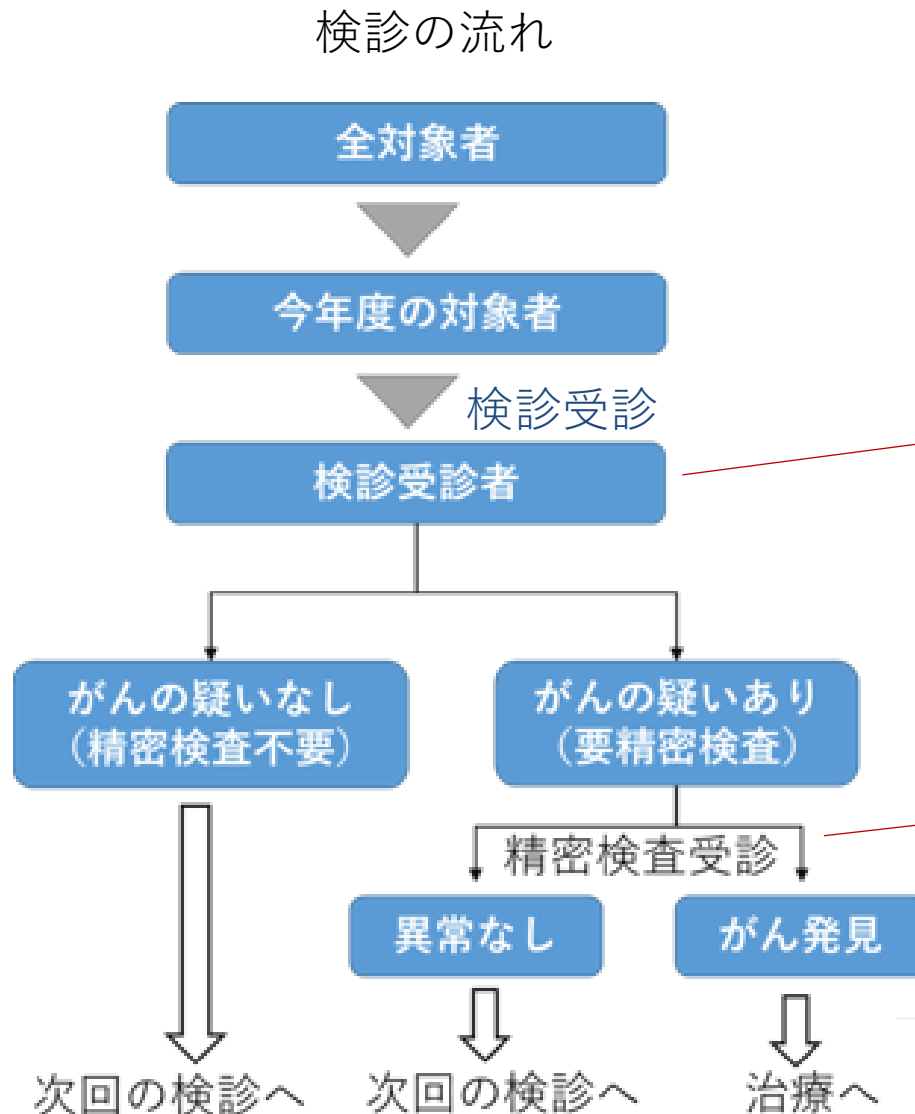 検診の流れ
全対象者
今年度の対象者
検診受診
検診受診者
がんの疑いなし
（精密検査不要）
がんの疑いあり
（要精密検査）
精密検査受診
異常なし
がん発見
次回の検診へ
次回の検診へ
治療へ